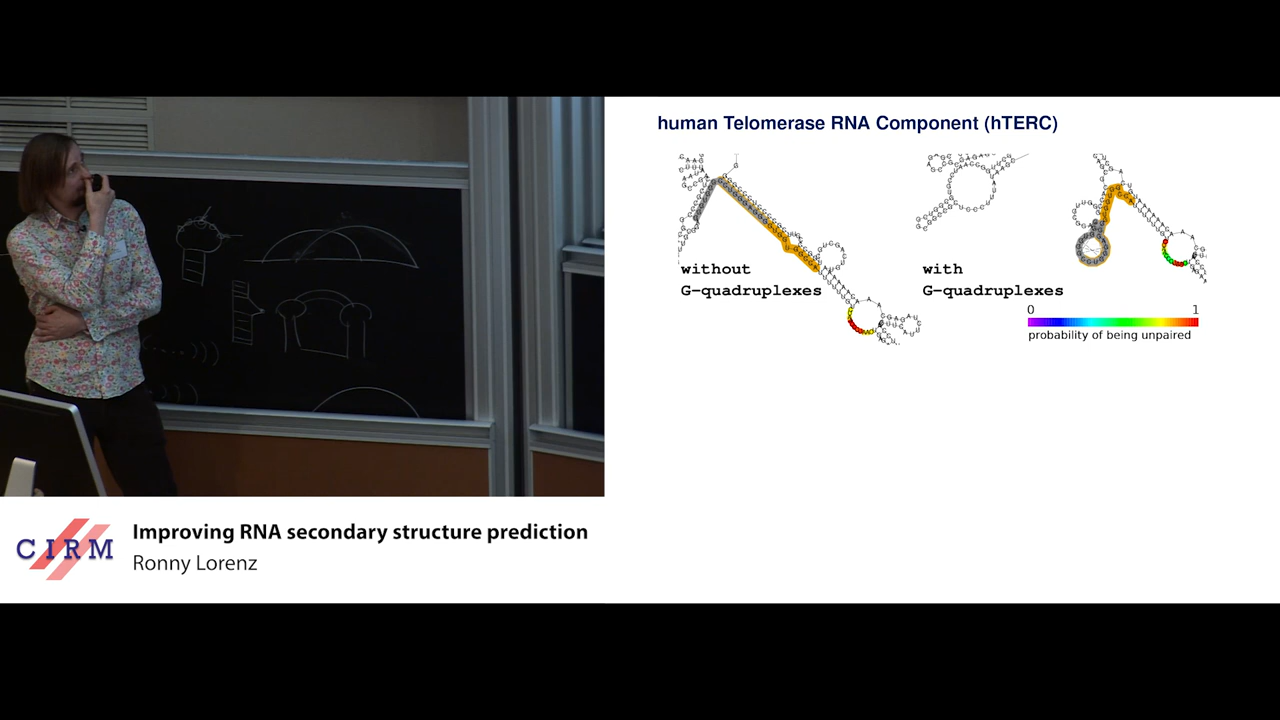 human Telomerase RNA Component (hTERC)
without
G-quadruplexes
with
G-quadruplexes
0 1
probability of being unpaired
CIRM
Improving RNA secondary structure prediction
Ronny Lorenz